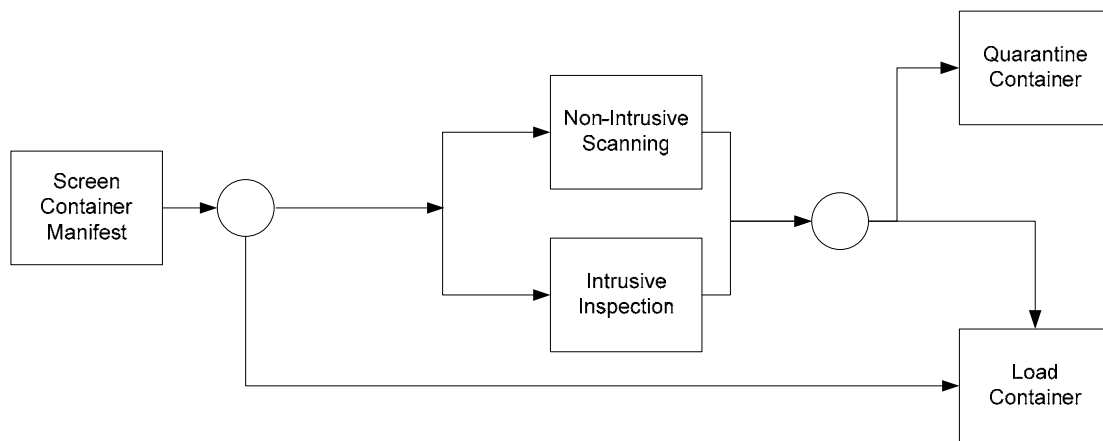 Screen
Container
Manifest
Non-Intrusive
Scanning
Intrusive
Inspection
Quarantine
Container
Load
Container